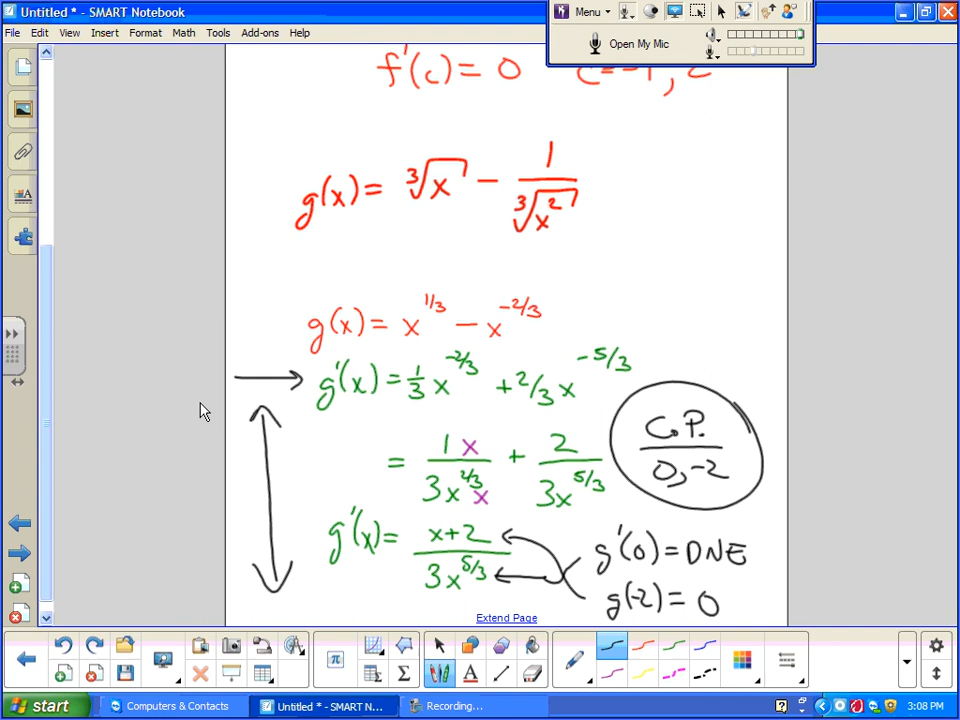 Untitled * - SMART Notebook
Menu
File Edit View Insert Format Math Tools Add-ons Help
Open My Mic
f'(c) = 0 c = -1, 2
g(x) = ∛x − 1/∛x²
g(x) = x^1/3 − x^-2/3
g'(x) = 1/3 x^-2/3 + 2/3 x^-5/3
= 1x/3x^2/3 x + 2/3x^5/3
C.P.
0, -2
g'(x) = x+2/3x^5/3
g'(0) = DNE
g(-2) = 0
Extend Page
π Σ A
start Computers & Contacts Untitled * - SMART N... Recording... 3:08 PM